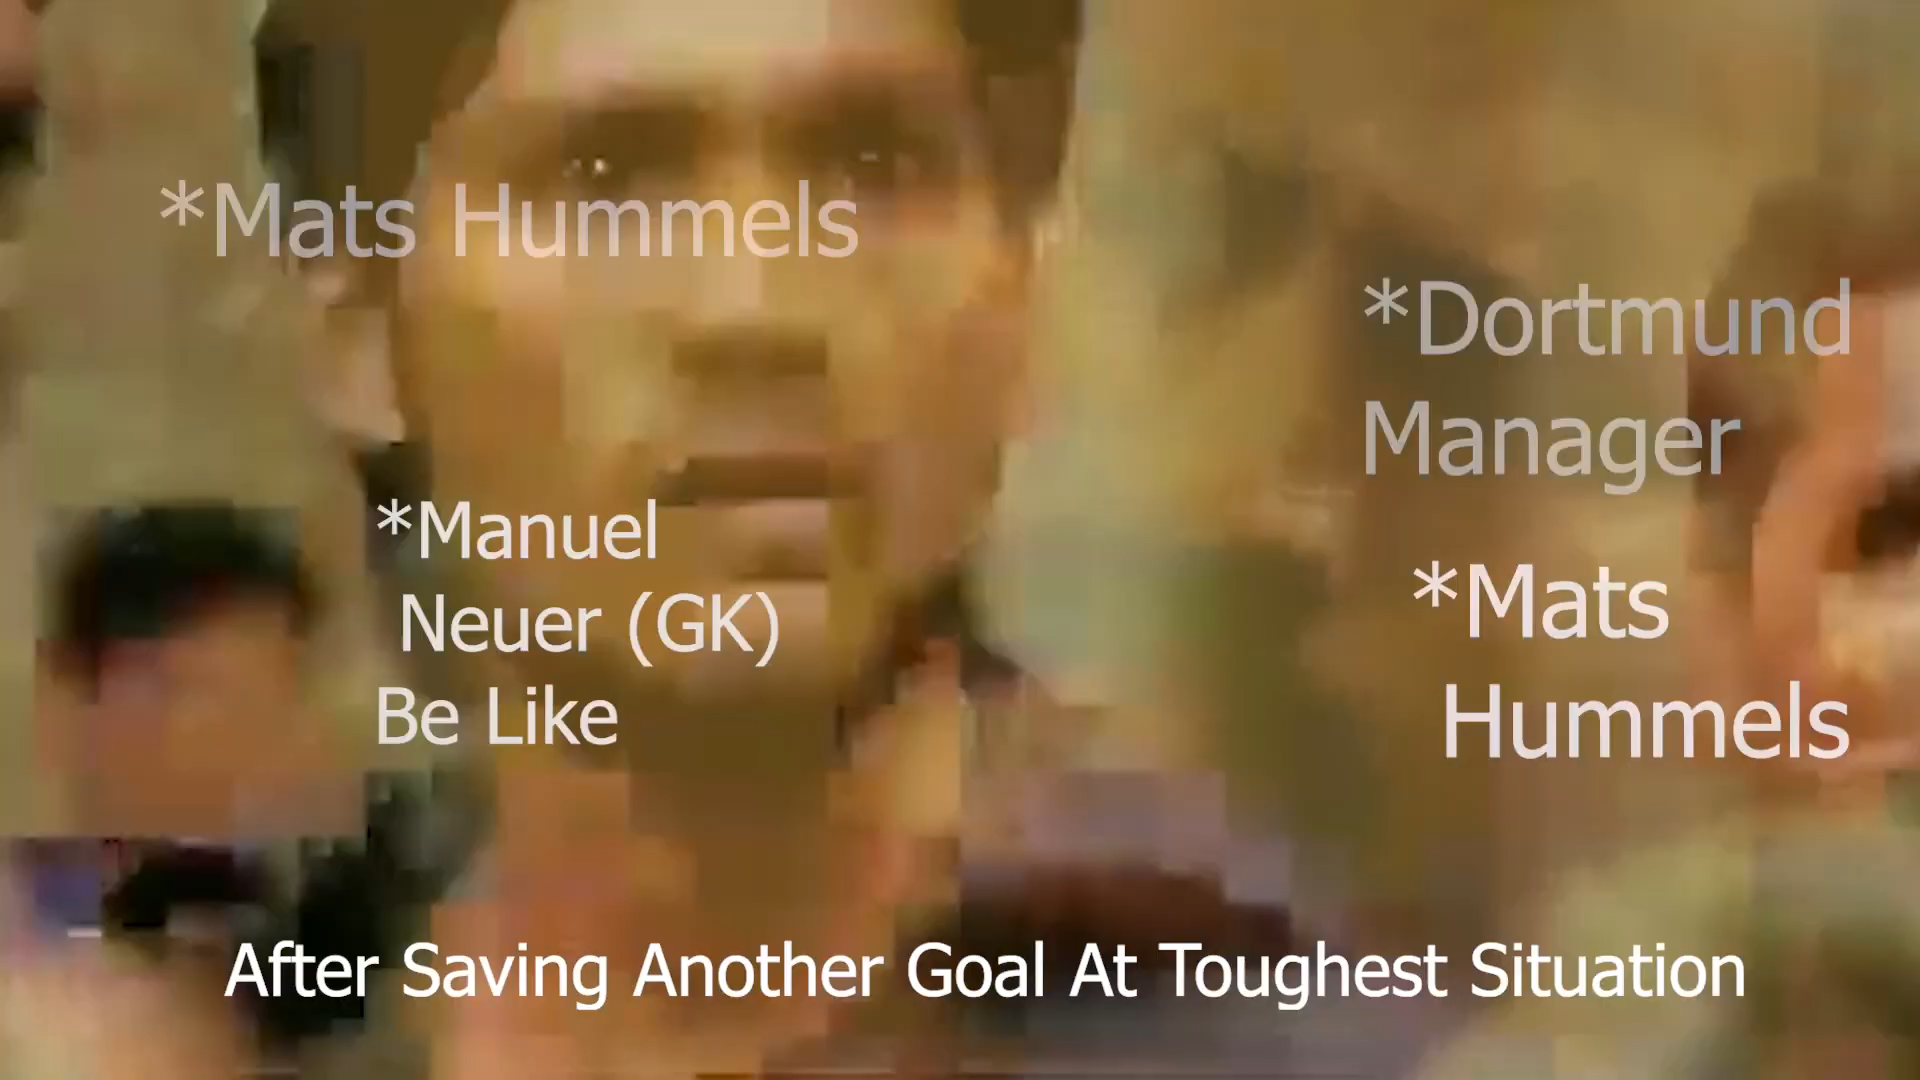 *Mats Hummels
*Dortmund
Manager
*Manuel
Neuer (GK)
Be Like
*Mats
Hummels
After Saving Another Goal At Toughest Situation